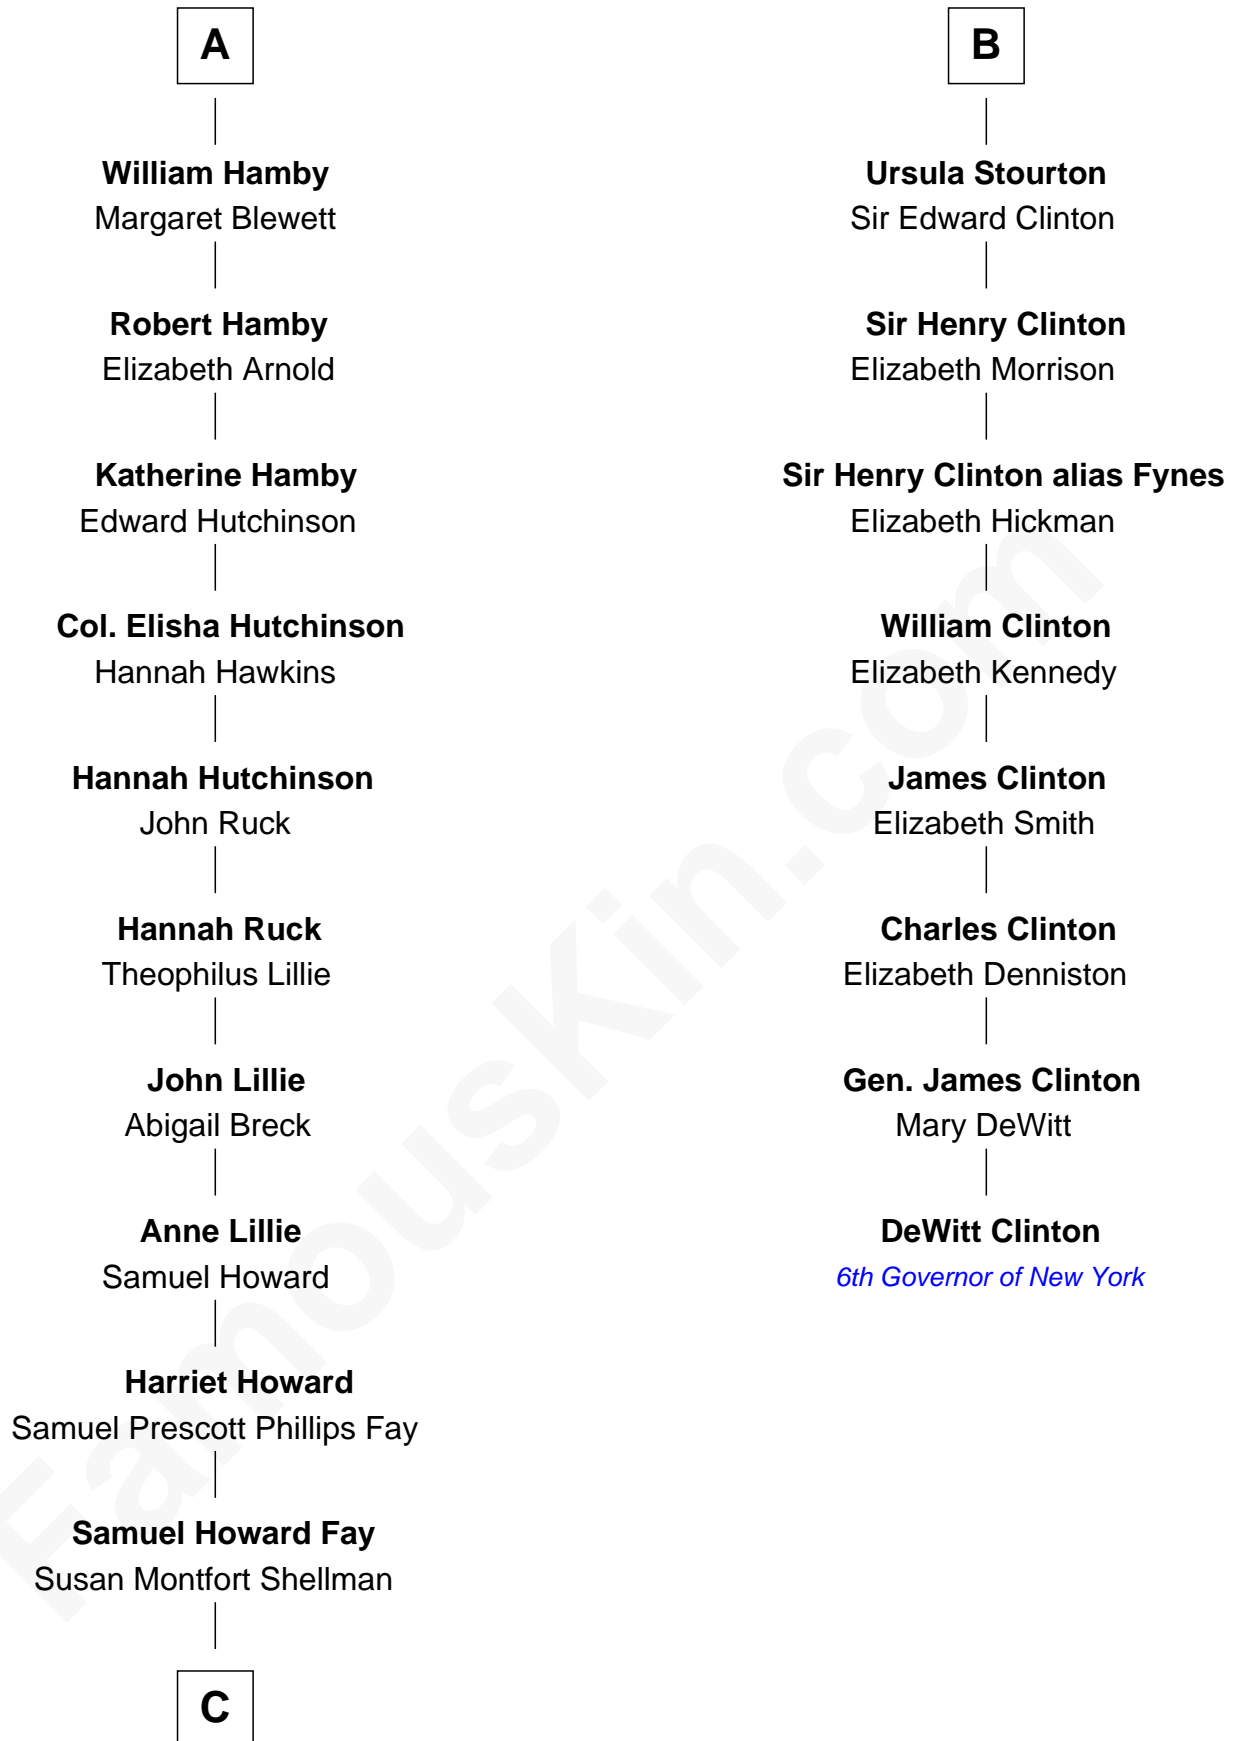 A
William Hamby
Margaret Blewett
Robert Hamby
Elizabeth Arnold
Katherine Hamby
Edward Hutchinson
Col. Elisha Hutchinson
Hannah Hawkins
Hannah Hutchinson
John Ruck
Hannah Ruck
Theophilus Lillie
John Lillie
Abigail Breck
Anne Lillie
Samuel Howard
Harriet Howard
Samuel Prescott Phillips Fay
Samuel Howard Fay
Susan Montfort Shellman
C
B
Ursula Stourton
Sir Edward Clinton
Sir Henry Clinton
Elizabeth Morrison
Sir Henry Clinton alias Fynes
Elizabeth Hickman
William Clinton
Elizabeth Kennedy
James Clinton
Elizabeth Smith
Charles Clinton
Elizabeth Denniston
Gen. James Clinton
Mary DeWitt
DeWitt Clinton
6th Governor of New York
FamousKin.com